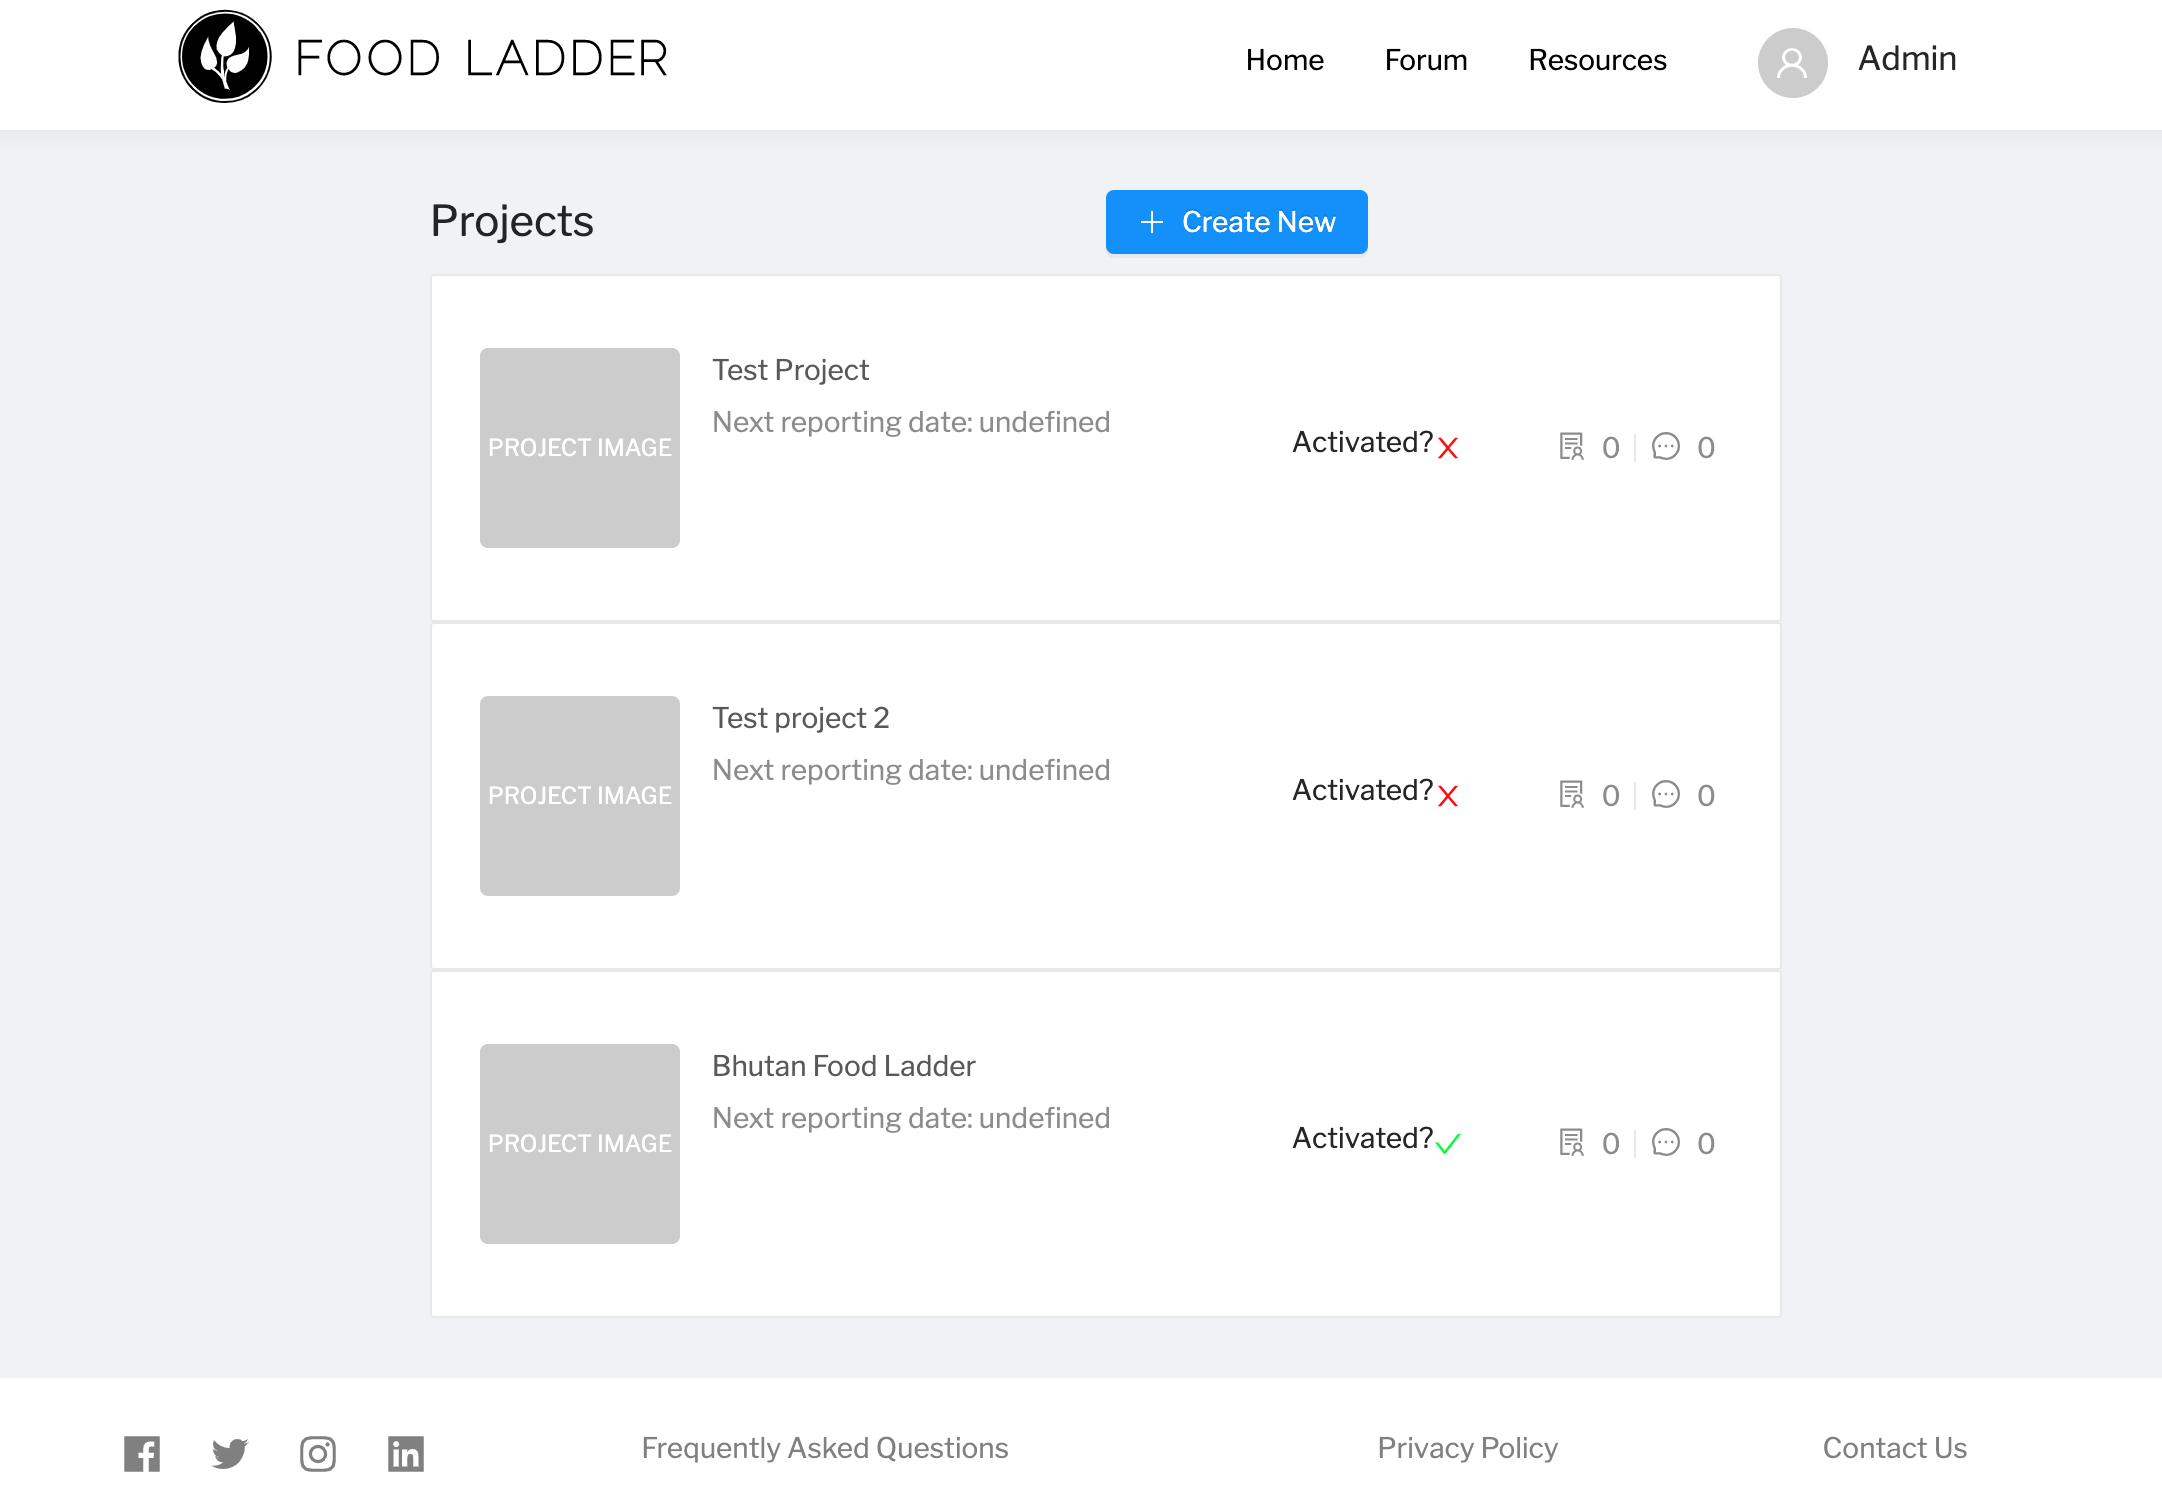 FOOD LADDER
Home
Forum
Resources
Admin
Projects
Create New
PROJECT IMAGE
Test Project
Next reporting date: undefined
Activated?
0
0
PROJECT IMAGE
Test project 2
Next reporting date: undefined
Activated?
0
0
PROJECT IMAGE
Bhutan Food Ladder
Next reporting date: undefined
Activated?
0
0
Frequently Asked Questions
Privacy Policy
Contact Us